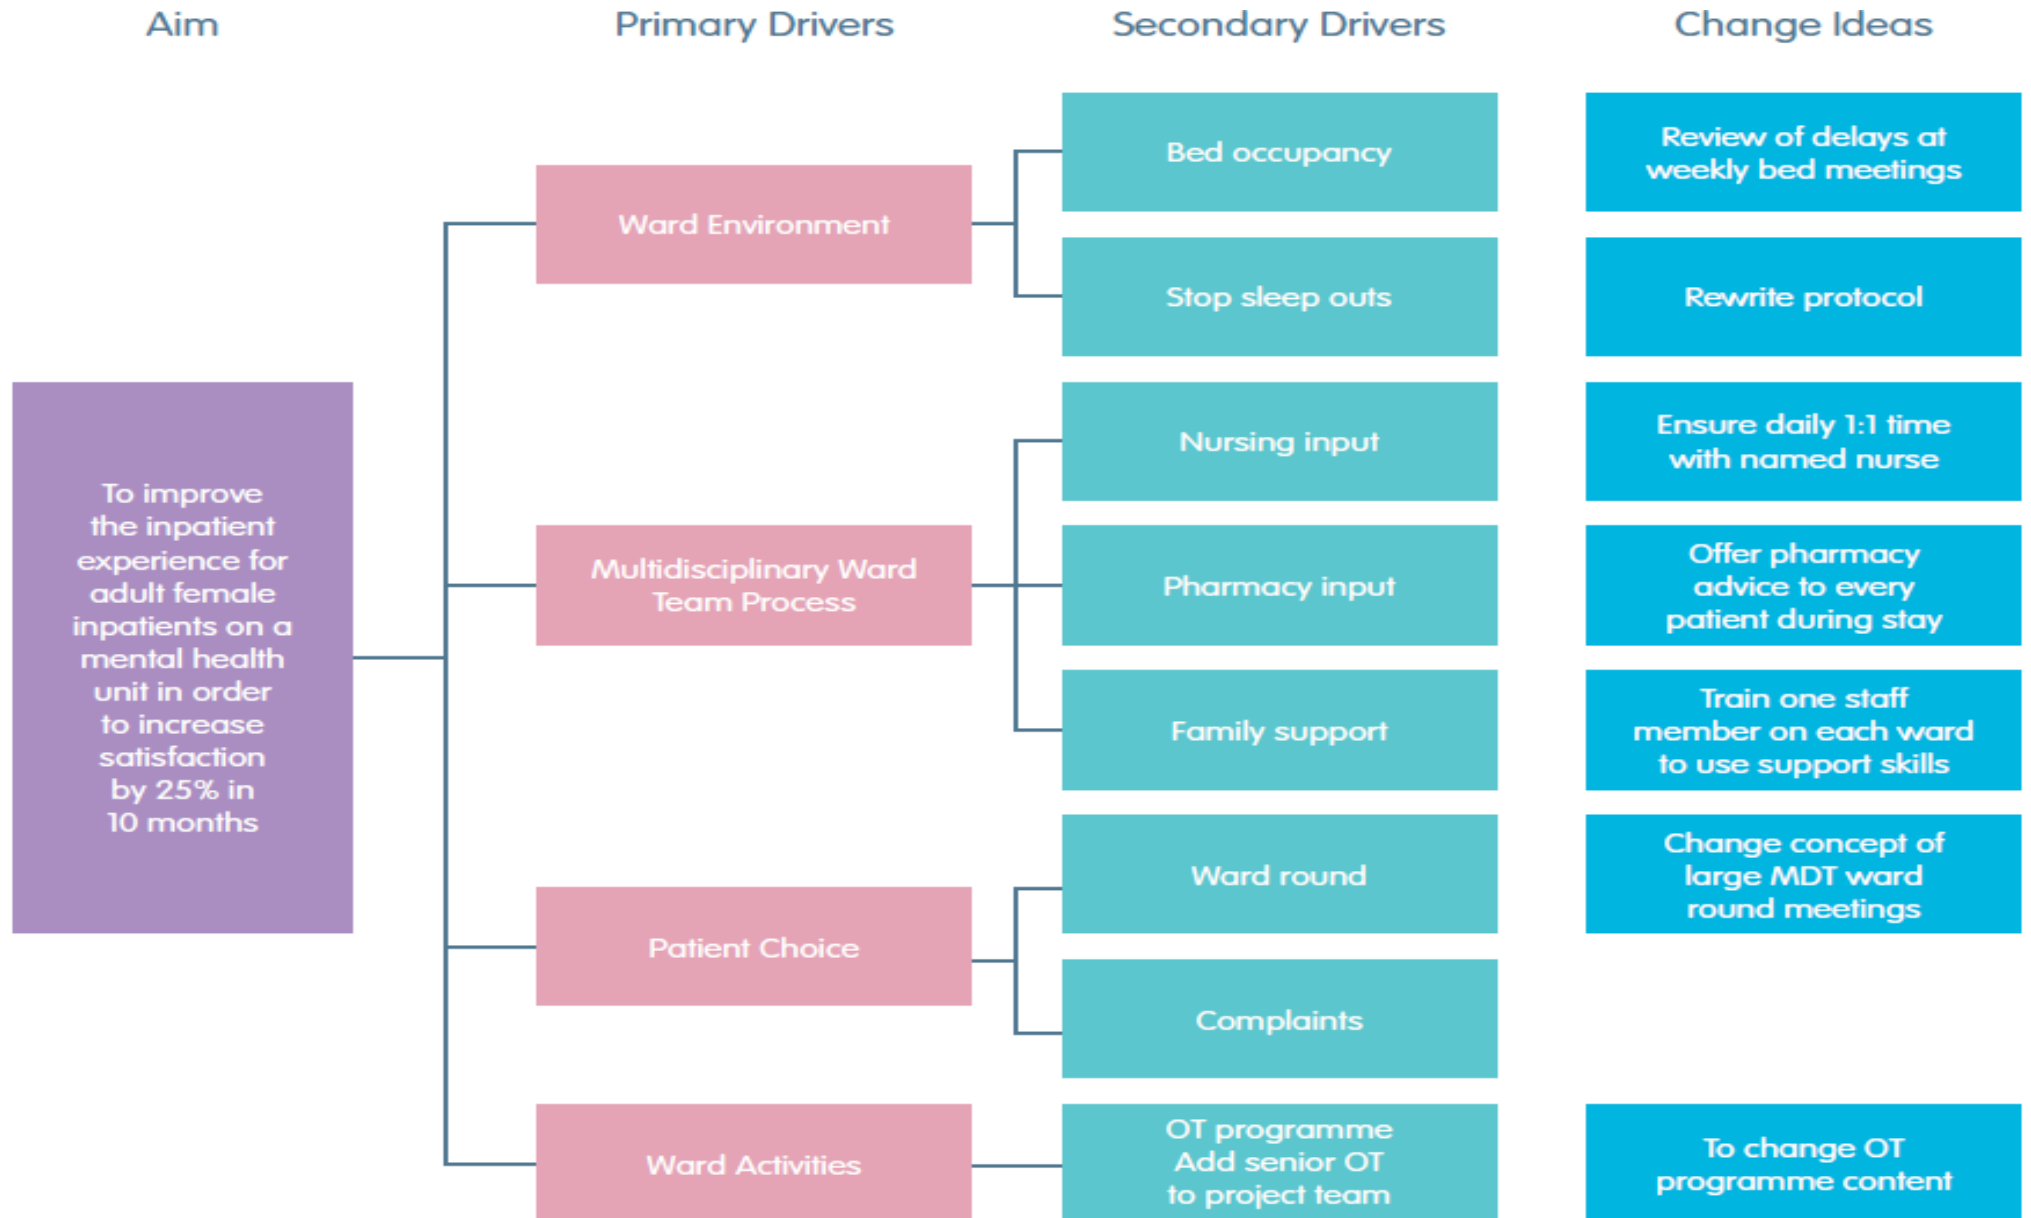 Aim
Primary Drivers
Secondary Drivers
Change Ideas
To improve
the inpatient
experience for
adult female
inpatients on a
mental health
unit in order
to increase
satisfaction
by 25% in
10 months
Ward Environment
Multidisciplinary Ward
Team Process
Patient Choice
Ward Activities
Bed occupancy
Stop sleep outs
Nursing input
Pharmacy input
Family support
Ward round
Complaints
OT programme
Add senior OT
to project team
Review of delays at
weekly bed meetings
Rewrite protocol
Ensure daily 1:1 time
with named nurse
Offer pharmacy
advice to every
patient during stay
Train one staff
member on each ward
to use support skills
Change concept of
large MDT ward
round meetings
To change OT
programme content